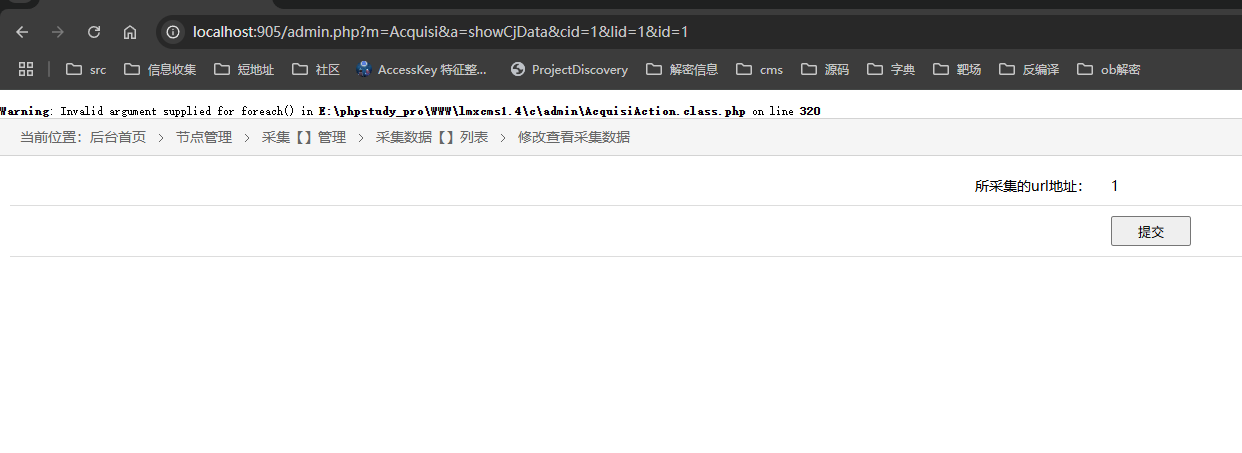 localhost:905/admin.php?m=Acquisi&a=showCjData&cid=1&lid=1&id=1
src 信息收集 短地址 社区 AccessKey 特征整... ProjectDiscovery 解密信息 cms 源码 字典 靶场 反编译 ob解密
Warning: Invalid argument supplied for foreach() in E:\phpstudy_pro\WWW\lmxcms1.4\c\admin\AcquisiAction.class.php on line 320
当前位置：后台首页 > 节点管理 > 采集【】管理 > 采集数据【】列表 > 修改查看采集数据
所采集的url地址： 1
提交